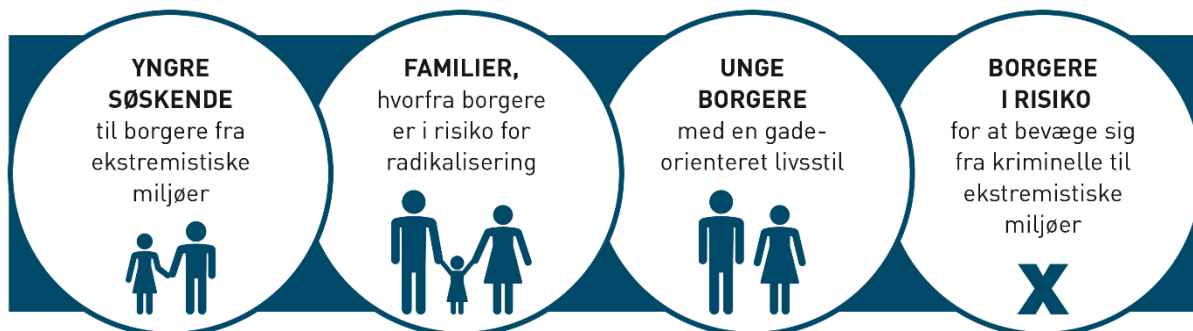 YNGRE
SØSKENDE
til borgere fra
ekstremistiske
miljøer
FAMILIER,
hvorfra borgere
er i risiko for
radikalisering
UNGE
BORGERE
med en gade-
orienteret livsstil
BORGERE
I RISIKO
for at bevæge sig
fra kriminelle til
ekstremistiske
miljøer
X